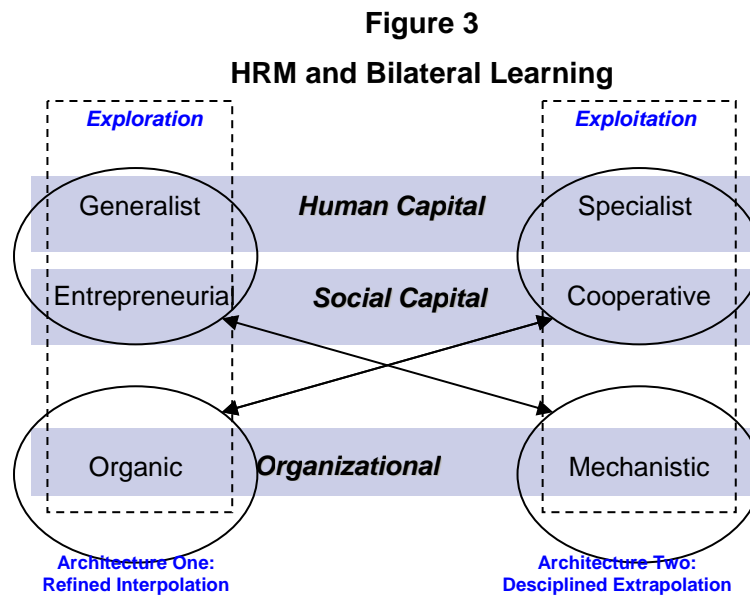 Figure 3
HRM and Bilateral Learning
Exploration Exploitation
Generalist Human Capital Specialist
Entrepreneurial Social Capital Cooperative
Organic Organizational Mechanistic
Architecture One: Architecture Two:
Refined Interpolation Desciplined Extrapolation